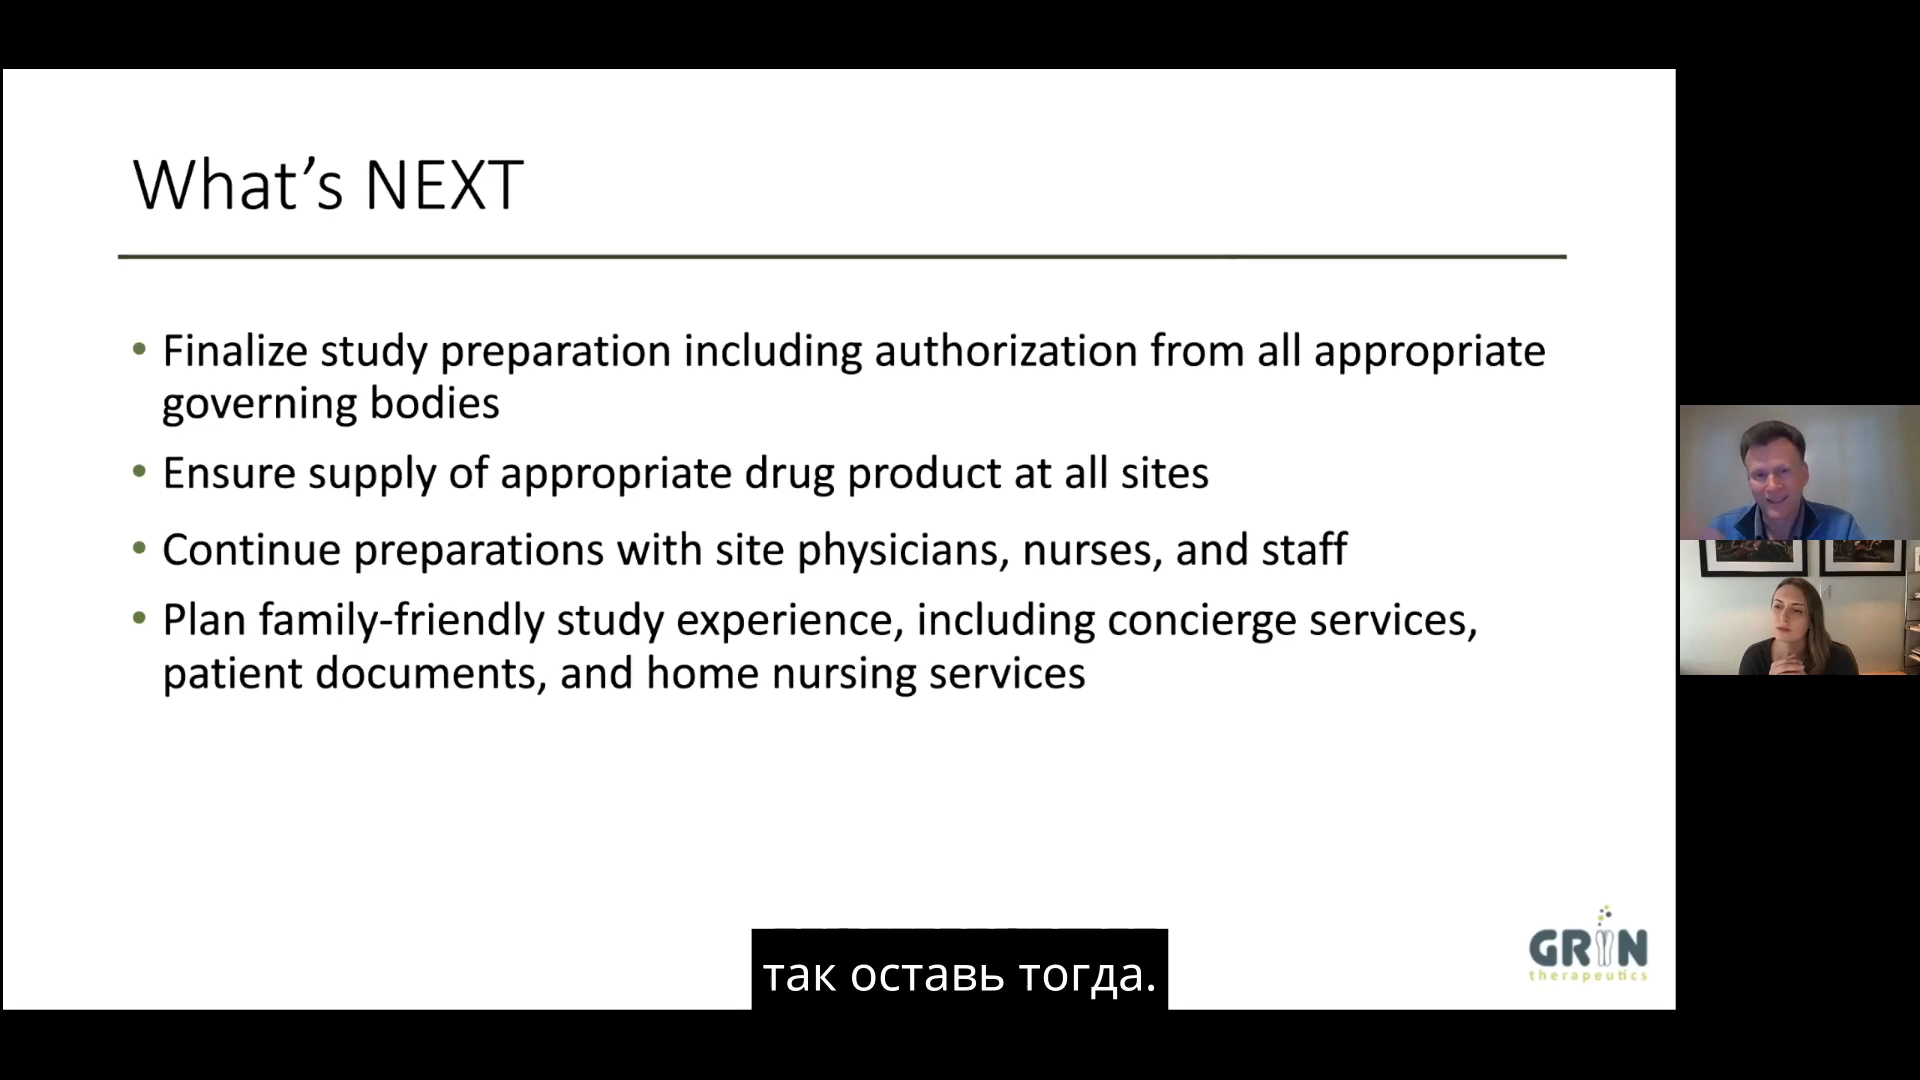 What’s NEXT
• Finalize study preparation including authorization from all appropriate
governing bodies
• Ensure supply of appropriate drug product at all sites
• Continue preparations with site physicians, nurses, and staff
• Plan family-friendly study experience, including concierge services,
patient documents, and home nursing services
GRIN
therapeutics
так оставь тогда.